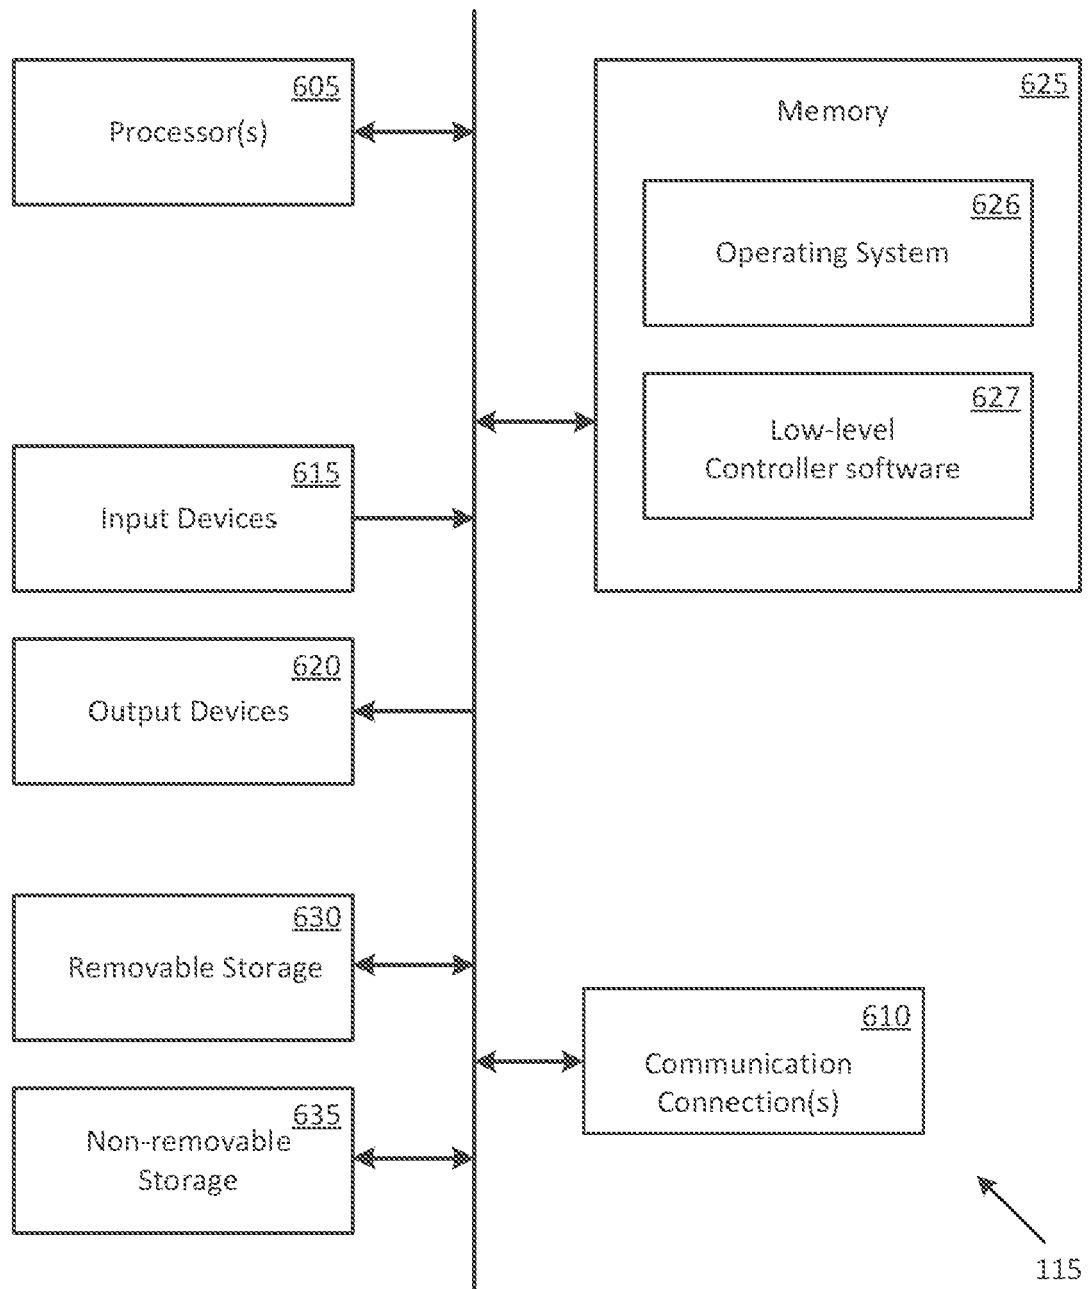 605
Processor(s)
625
Memory
626
Operating System
627
Low-level
Controller software
615
Input Devices
620
Output Devices
630
Removable Storage
610
Communication
Connection(s)
635
Non-removable
Storage
115